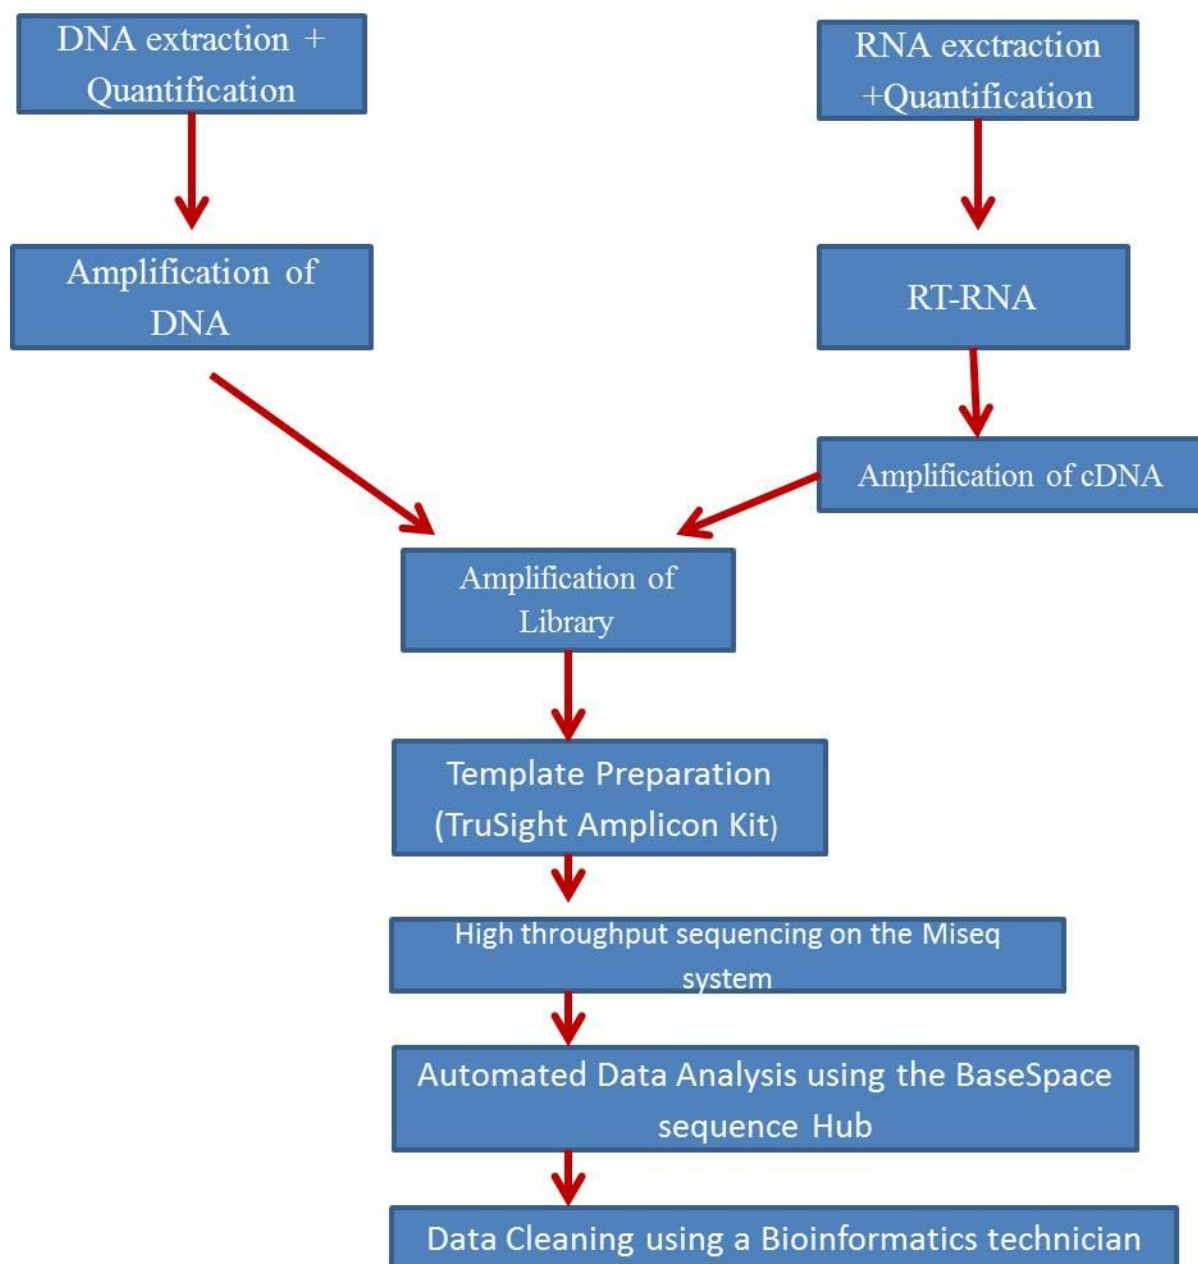 DNA extraction +
Quantification
RNA exctraction
+Quantification
Amplification of
DNA
RT-RNA
Amplification of cDNA
Amplification of
Library
Template Preparation
(TruSight Amplicon Kit)
High throughput sequencing on the Miseq
system
Automated Data Analysis using the BaseSpace
sequence Hub
Data Cleaning using a Bioinformatics technician